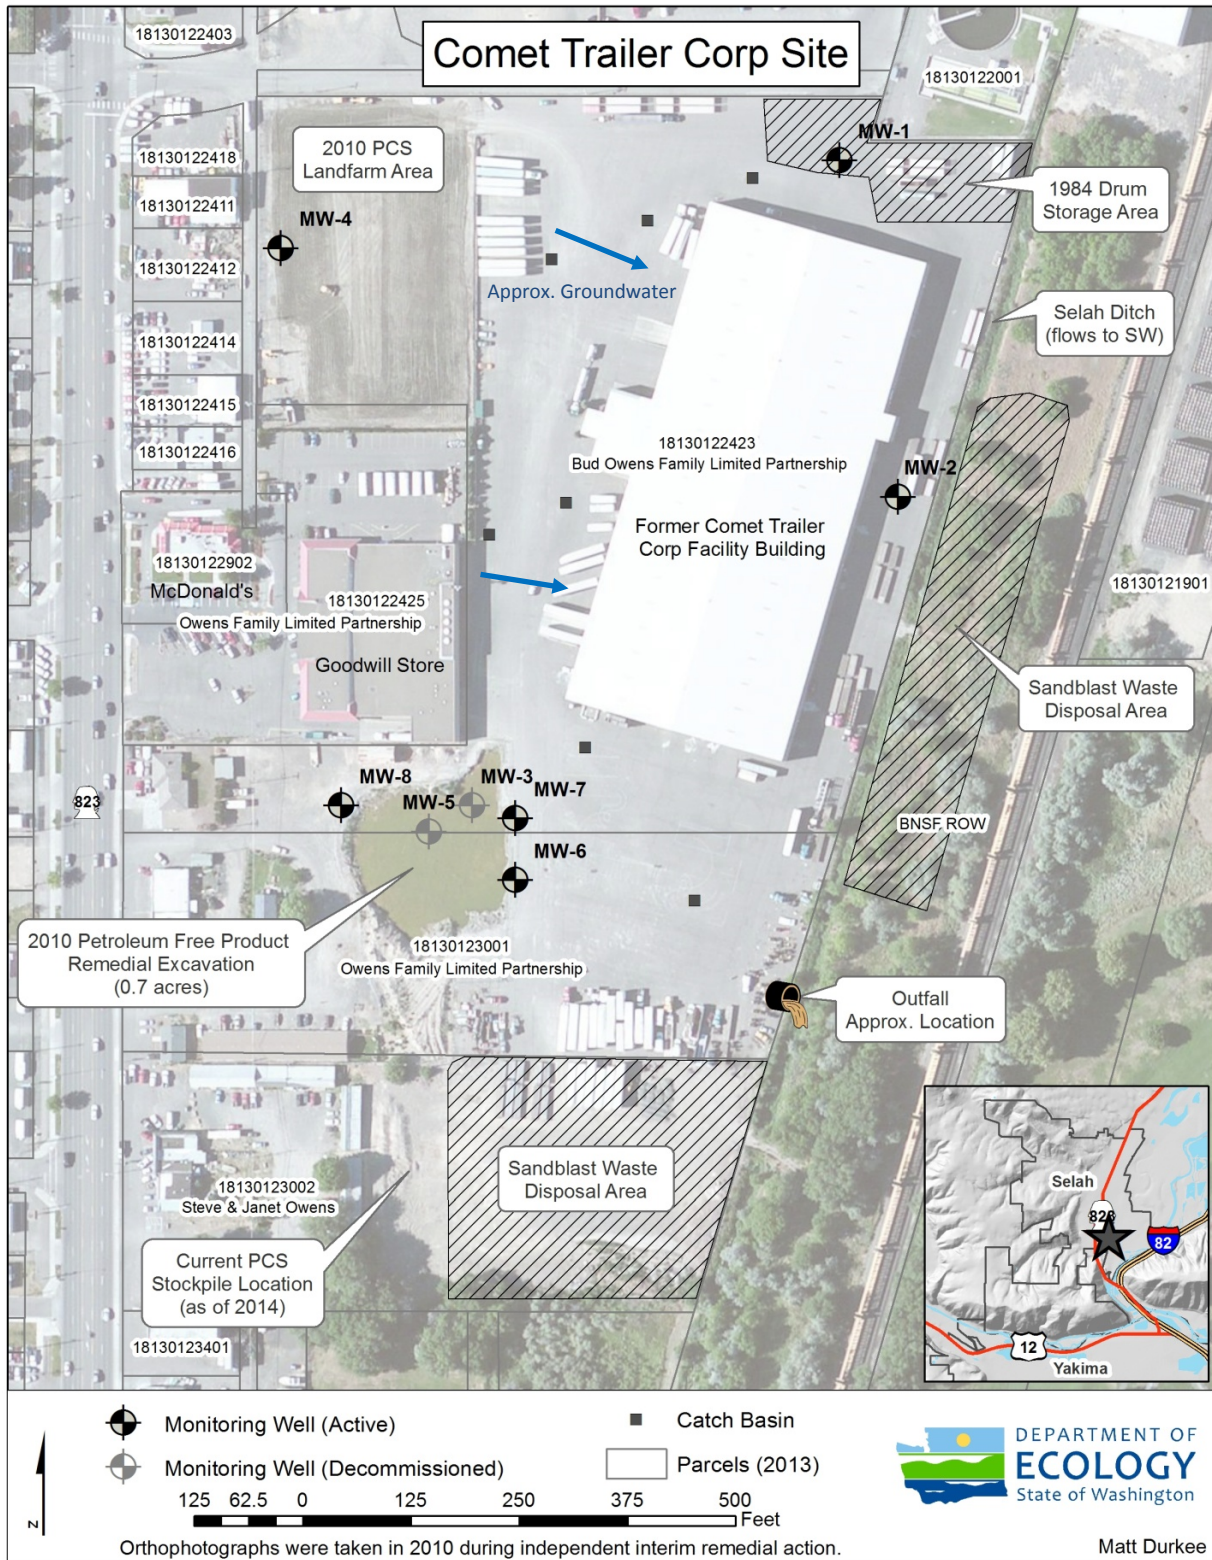 18130122403
Comet Trailer Corp Site
18130122001
MW-1
18130122418
2010 PCS
Landfarm Area
1984 Drum
Storage Area
18130122411
MW-4
18130122412
Approx. Groundwater
Selah Ditch
(flows to SW)
18130122414
18130122415
18130122416
18130122423
Bud Owens Family Limited Partnership
MW-2
Former Comet Trailer
Corp Facility Building
18130122902
McDonald's
18130121901
18130122425
Owens Family Limited Partnership
Goodwill Store
Sandblast Waste
Disposal Area
MW-8
MW-3
MW-7
MW-5
823
BNSF ROW
MW-6
2010 Petroleum Free Product
Remedial Excavation
(0.7 acres)
18130123001
Owens Family Limited Partnership
Outfall
Approx. Location
Sandblast Waste
Disposal Area
18130123002
Steve & Janet Owens
Current PCS
Stockpile Location
(as of 2014)
18130123401
Selah
823
82
12
Yakima
N
Monitoring Well (Active)
Catch Basin
Monitoring Well (Decommissioned)
Parcels (2013)
125 62.5 0 125 250 375 500
Feet
Orthophotographs were taken in 2010 during independent interim remedial action.
DEPARTMENT OF
ECOLOGY
State of Washington
Matt Durkee